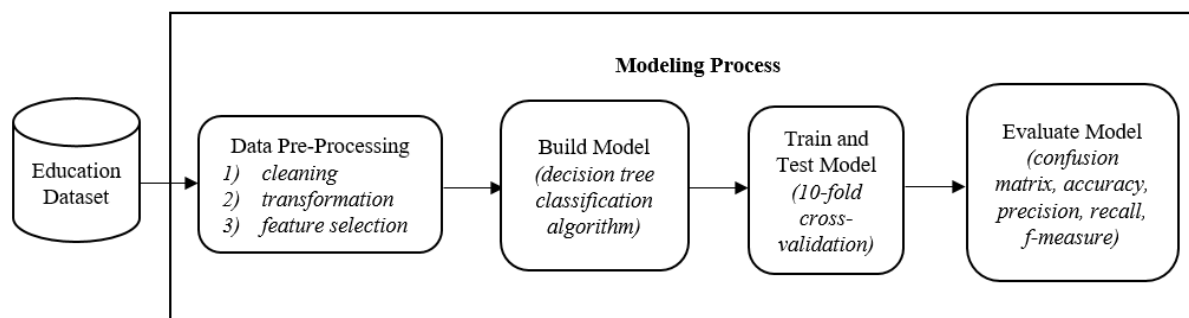 Modeling Process
Education
Dataset
Data Pre-Processing
1) cleaning
2) transformation
3) feature selection
Build Model
(decision tree
classification
algorithm)
Train and
Test Model
(10-fold
cross-
validation)
Evaluate Model
(confusion
matrix, accuracy,
precision, recall,
f-measure)